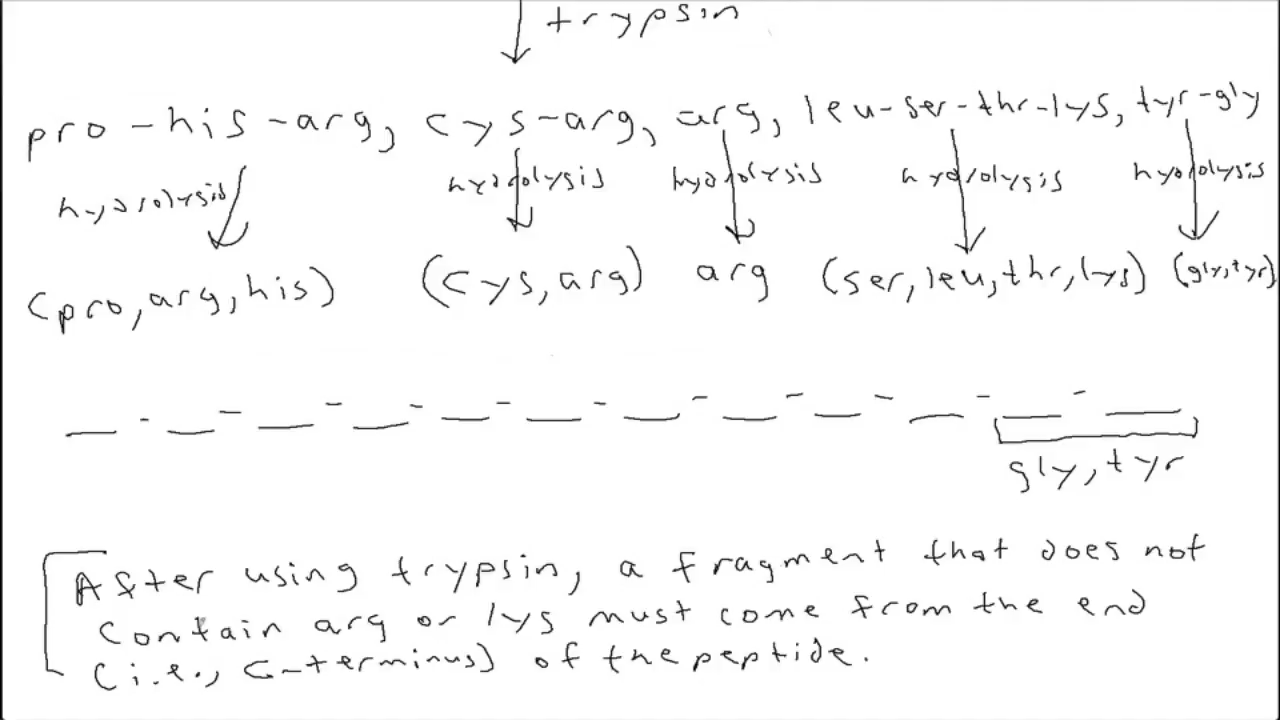 trypsin
pro-his-arg, cys-arg, arg, leu-ser-thr-lys, tyr-gly
hydrolysis hydrolysis hydrolysis hydrolysis hydrolysis
(pro,arg,his) (cys,arg) arg (ser,leu,thr,lys) (gly,tyr)
_ - _ - _ - _ - _ - _ - _ - _ - _ - _ - _ - _
gly,tyr
After using trypsin, a fragment that does not
contain arg or lys must come from the end
(i.e., C-terminus) of the peptide.